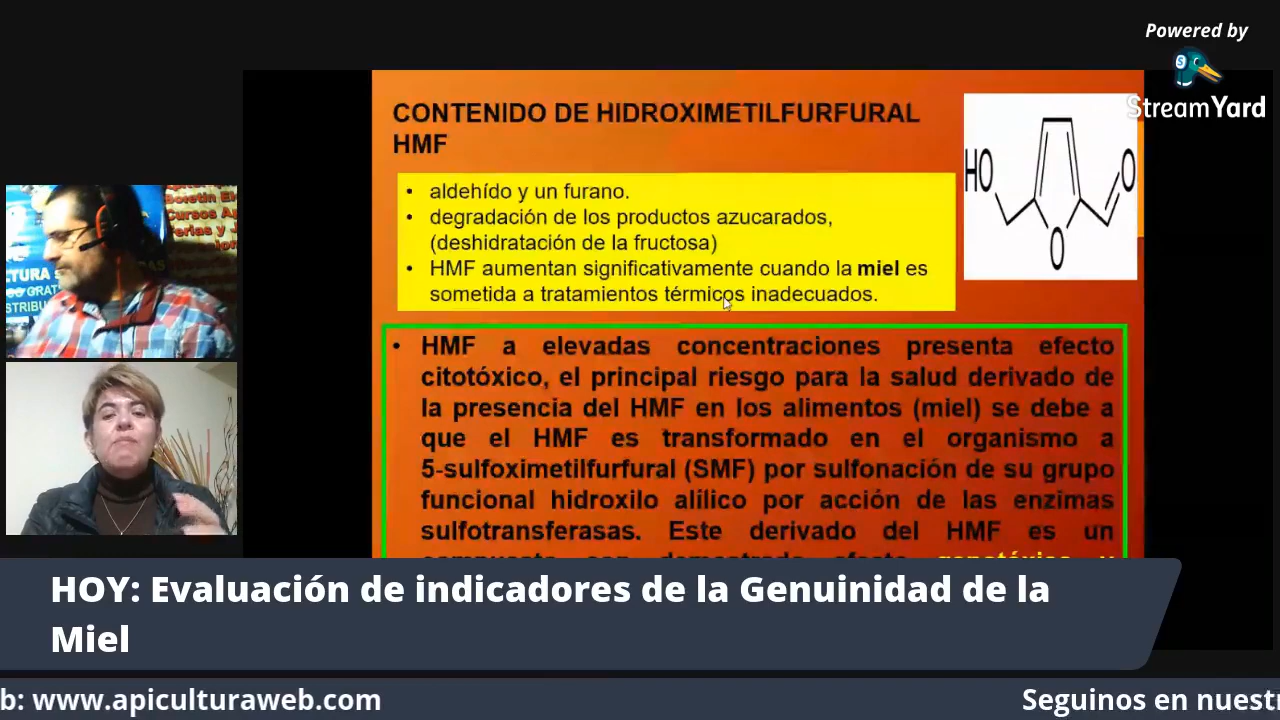 Powered by
StreamYard
CONTENIDO DE HIDROXIMETILFURFURAL
HMF
• aldehído y un furano.
• degradación de los productos azucarados,
(deshidratación de la fructosa)
• HMF aumentan significativamente cuando la miel es
sometida a tratamientos térmicos inadecuados.
HO
O
O
• HMF a elevadas concentraciones presenta efecto
citotóxico, el principal riesgo para la salud derivado de
la presencia del HMF en los alimentos (miel) se debe a
que el HMF es transformado en el organismo a
5-sulfoximetilfurfural (SMF) por sulfonación de su grupo
funcional hidroxilo alílico por acción de las enzimas
sulfotransferasas. Este derivado del HMF es un
HOY: Evaluación de indicadores de la Genuinidad de la
Miel
b: www.apiculturaweb.com
Seguinos en nuest